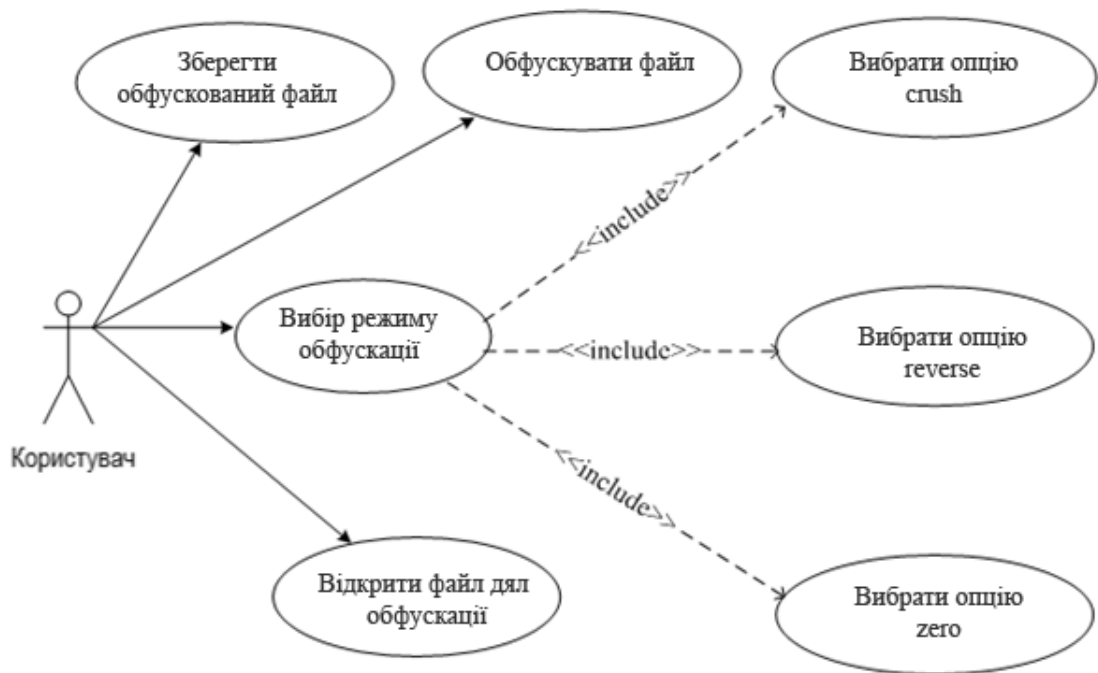 Зберегти
обфускований файл
Обфускувати файл
Вибрати опцію
crush
<<include>>
Вибір режиму
обфускації
<<include>>
Вибрати опцію
reverse
Користувач
<<include>>
Відкрити файл дял
обфускації
Вибрати опцію
zero